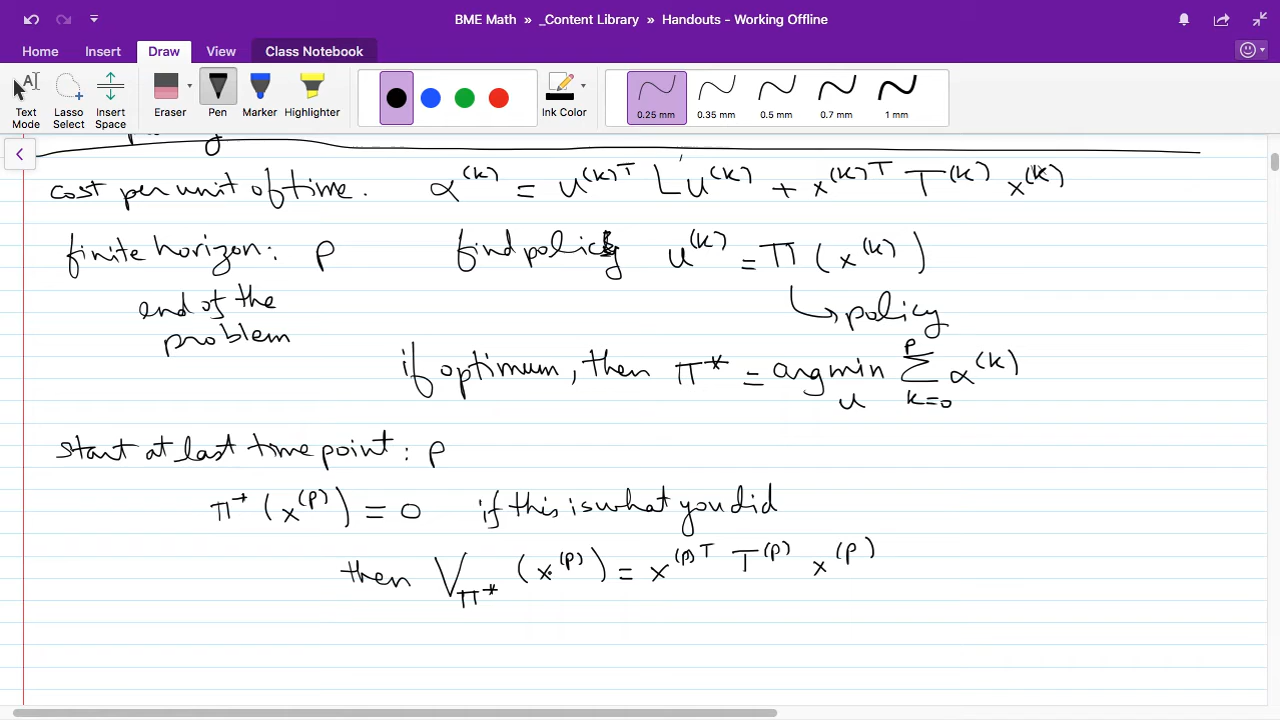 BME Math » _Content Library » Handouts - Working Offline
Home Insert Draw View Class Notebook
Text Mode Lasso Select Insert Space Eraser Pen Marker Highlighter Ink Color 0.25 mm 0.35 mm 0.5 mm 0.7 mm 1 mm
cost per unit of time. α^(k) = u^(k)T L u^(k) + x^(k)T T^(k) x^(k)
finite horizon: p find policy u^(k) = π (x^(k))
end of the problem
↳ policy
if optimum, then π* = argmin_u Σ_{k=0}^{p} α^(k)
start at last time point: p
π* (x^(p)) = 0 if this is what you did
then V_π* (x^(p)) = x^(p)T T^(p) x^(p)